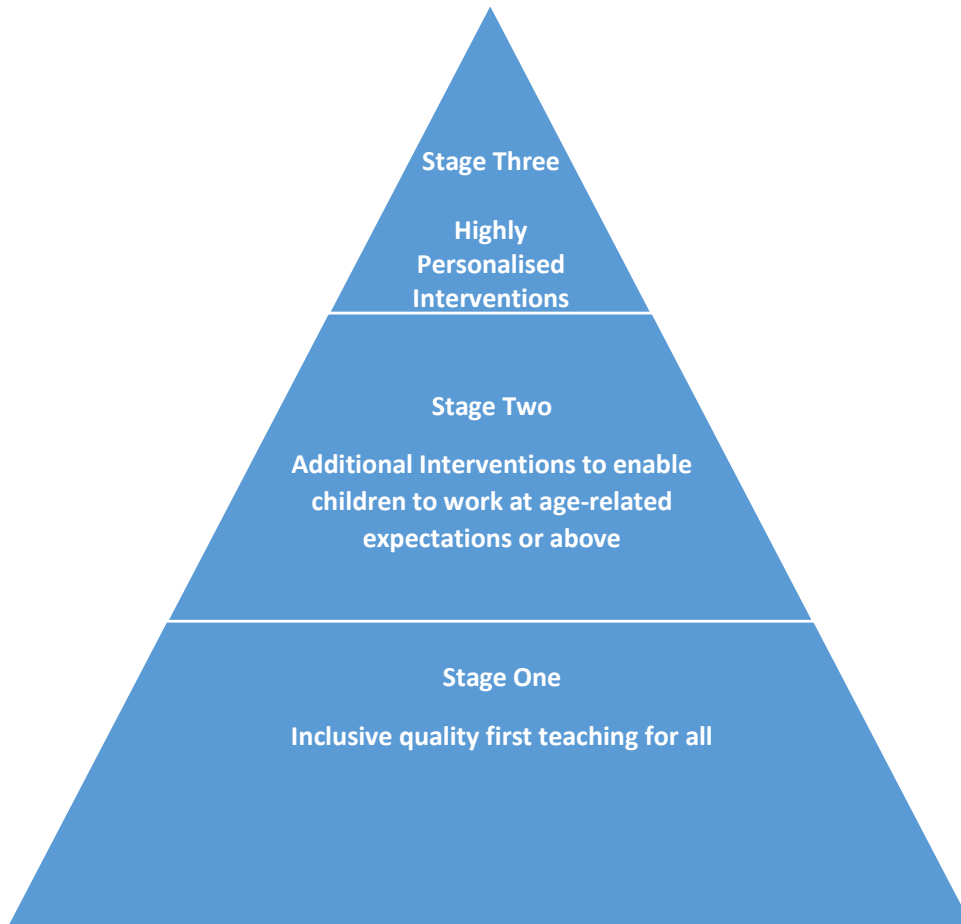 Stage Three
Highly
Personalised
Interventions
Stage Two
Additional Interventions to enable
children to work at age-related
expectations or above
Stage One
Inclusive quality first teaching for all